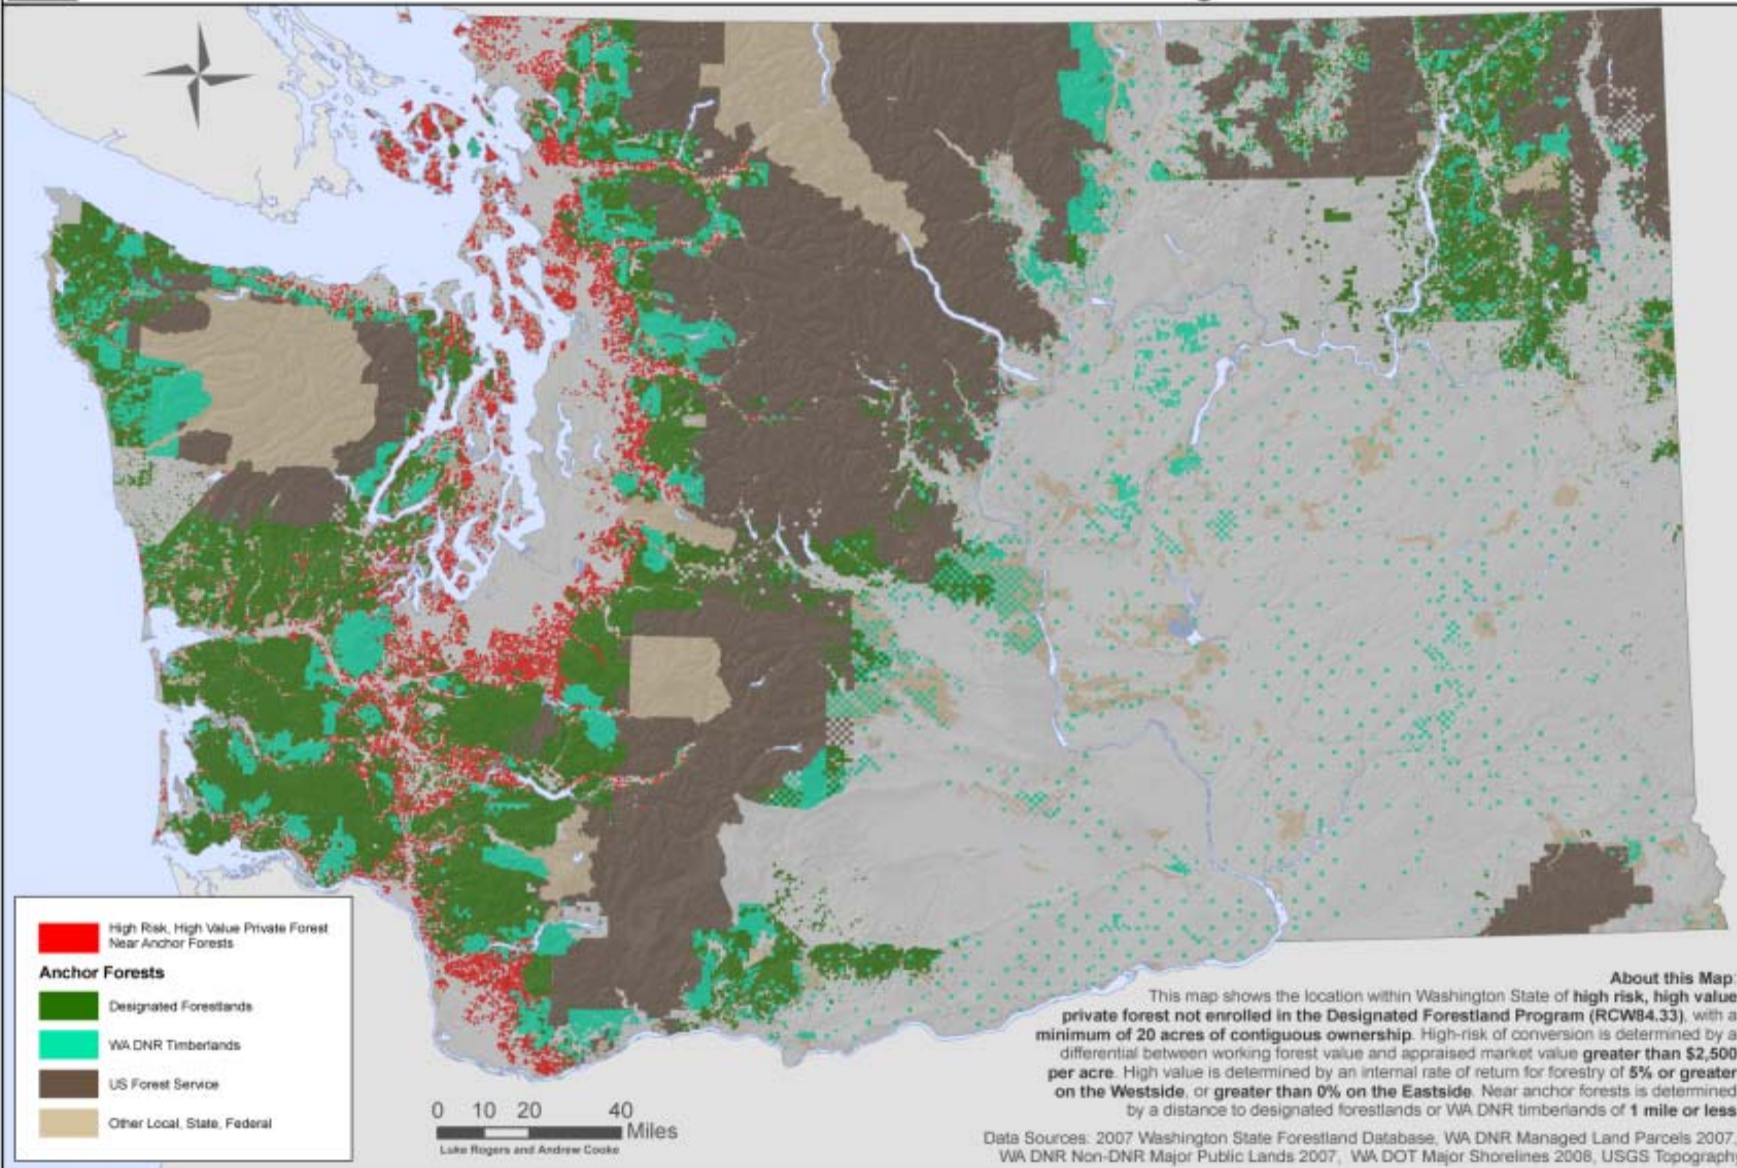 High Risk, High Value Private Forest
Near Anchor Forests
Anchor Forests
Designated Forestlands
WA DNR Timberlands
US Forest Service
Other Local, State, Federal
0 10 20 40
Miles
Luke Rogers and Andrew Cooke
About this Map:
This map shows the location within Washington State of high risk, high value
private forest not enrolled in the Designated Forestland Program (RCW84.33), with a
minimum of 20 acres of contiguous ownership. High-risk of conversion is determined by a
differential between working forest value and appraised market value greater than $2,500
per acre. High value is determined by an internal rate of return for forestry of 5% or greater
on the Westside, or greater than 0% on the Eastside. Near anchor forests is determined
by a distance to designated forestlands or WA DNR timberlands of 1 mile or less
Data Sources: 2007 Washington State Forestland Database, WA DNR Managed Land Parcels 2007,
WA DNR Non-DNR Major Public Lands 2007, WA DOT Major Shorelines 2008, USGS Topography